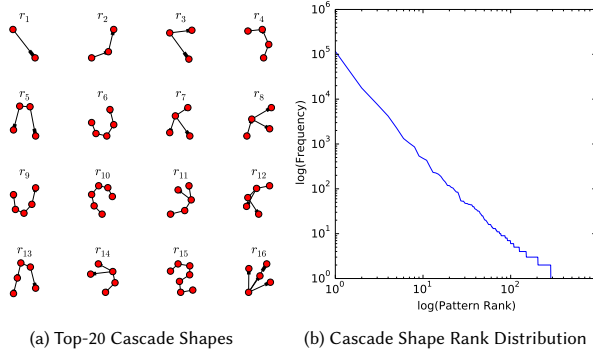 r1 r2 r3 r4
r5 r6 r7 r8
r9 r10 r11 r12
r13 r14 r15 r16
(a) Top-20 Cascade Shapes
10^6
10^5
10^4
10^3
10^2
10^1
10^0
log(Frequency)
10^0 10^1 10^2
log(Pattern Rank)
(b) Cascade Shape Rank Distribution